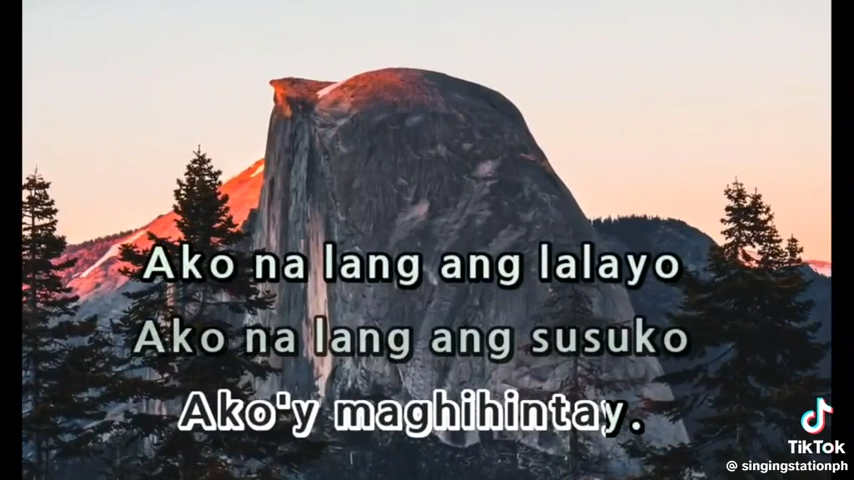 Ako na lang ang lalayo
Ako na lang ang susuko
Ako'y maghihintay.
TikTok
@ singingstationph